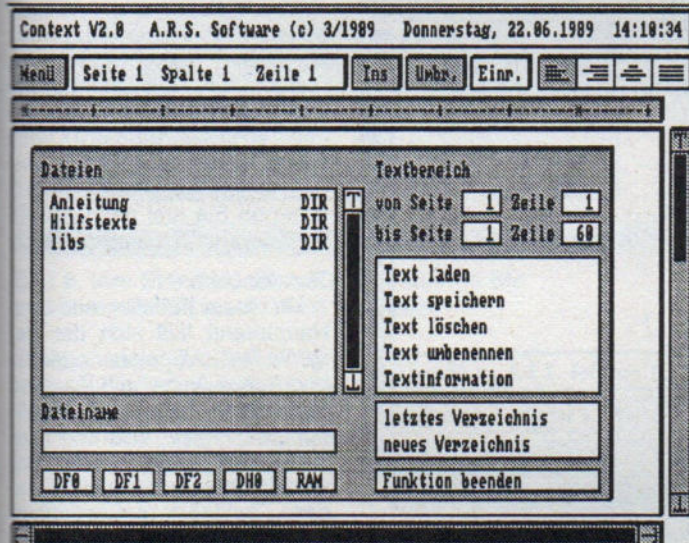 Context V2.0 A.R.S. Software (c) 3/1989 Donnerstag, 22.06.1989 14:18:34
Menü Seite 1 Spalte 1 Zeile 1 Ins Umbr. Einr.
Dateien
Anleitung DIR
Hilfstexte DIR
libs DIR
Dateiname
DF0 DF1 DF2 DH0 RAM
Textbereich
von Seite 1 Zeile 1
bis Seite 1 Zeile 60
Text laden
Text speichern
Text löschen
Text umbenennen
Textinformation
letztes Verzeichnis
neues Verzeichnis
Funktion beenden